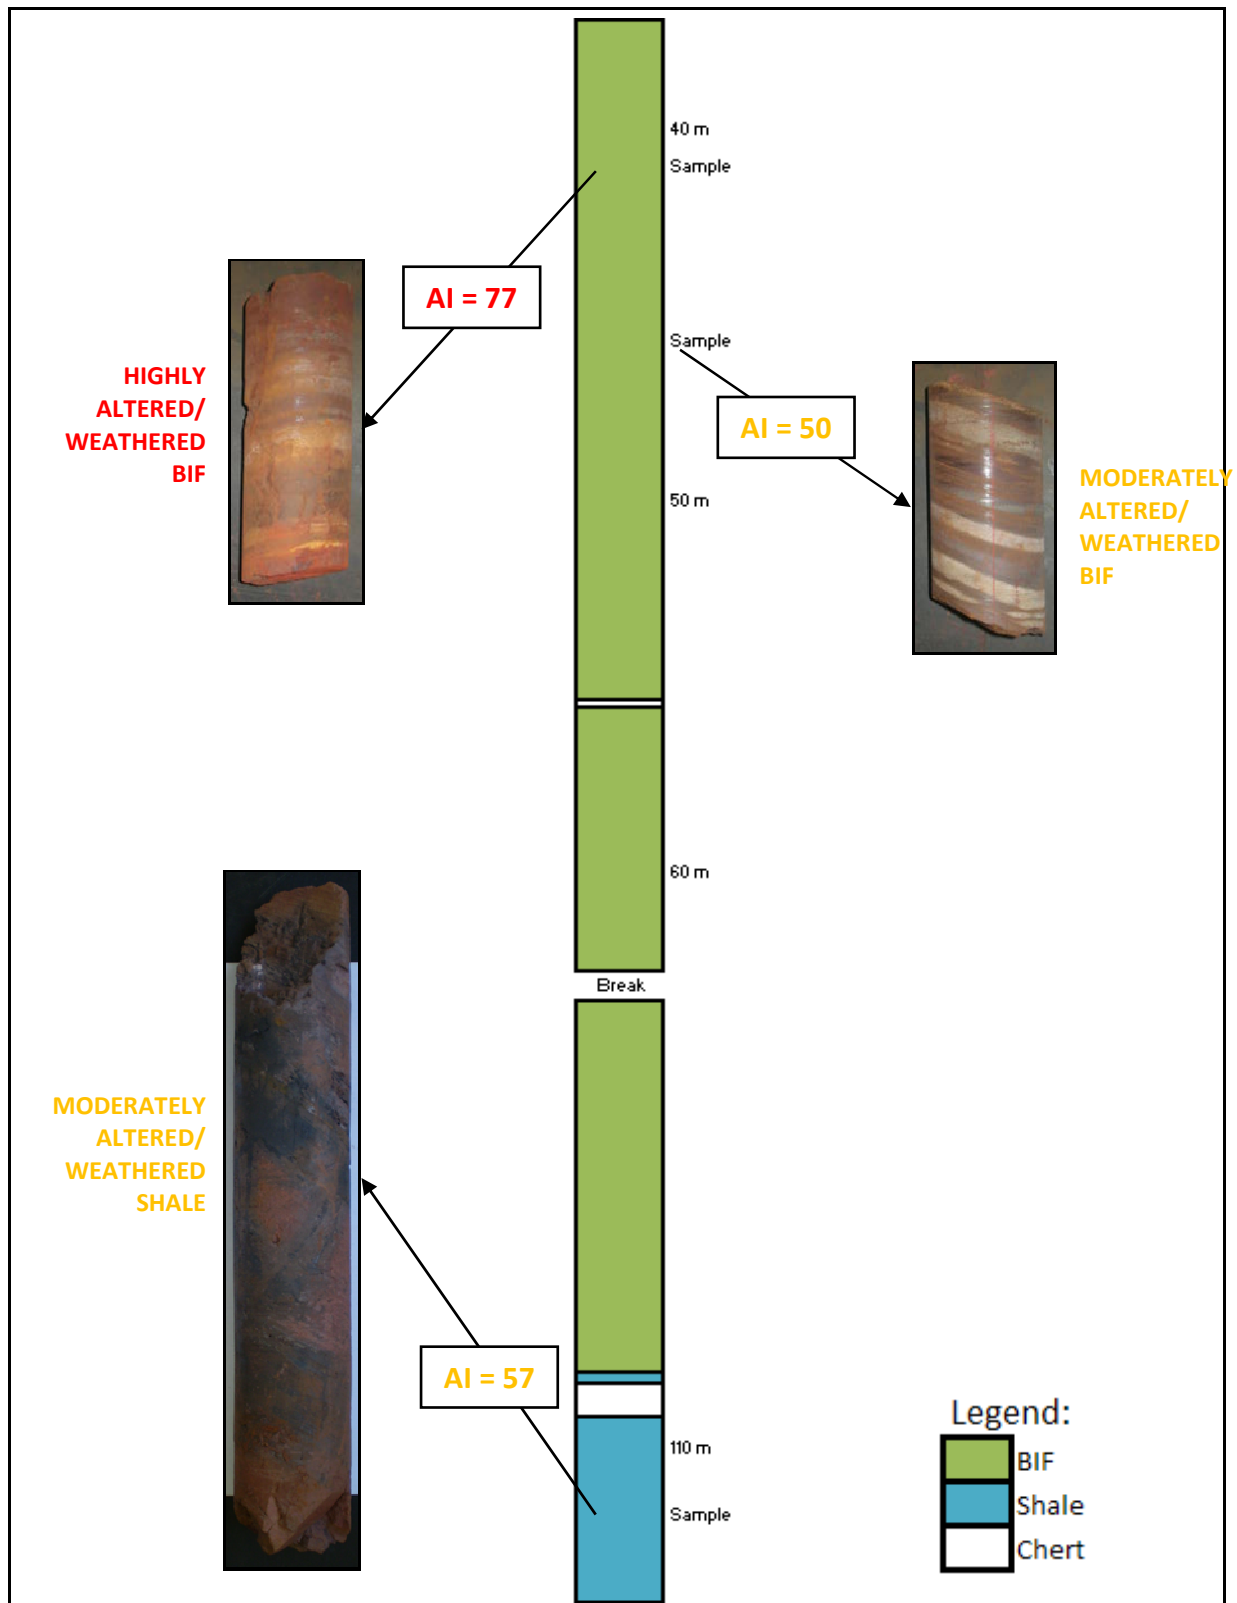 40 m
Sample
AI = 77
HIGHLY
ALTERED/
WEATHERED
BIF
Sample
AI = 50
MODERATELY
ALTERED/
WEATHERED
BIF
50 m
60 m
Break
MODERATELY
ALTERED/
WEATHERED
SHALE
AI = 57
110 m
Sample
Legend:
BIF
Shale
Chert